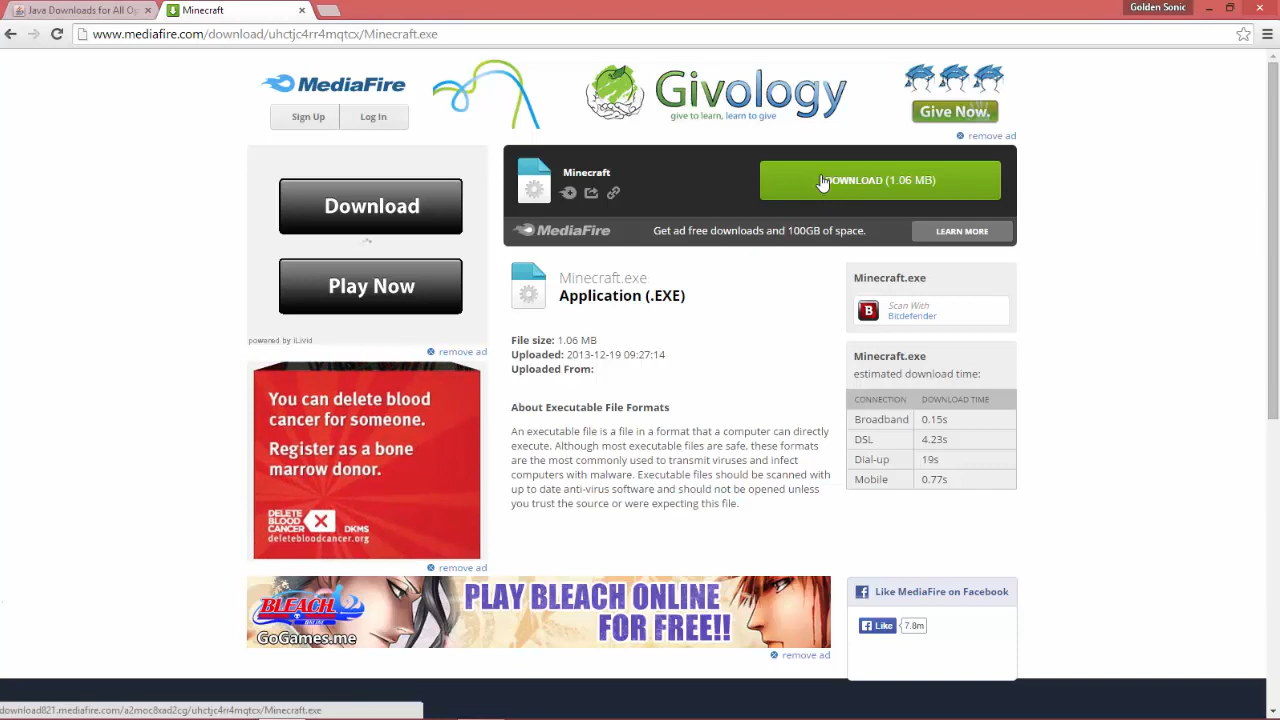 Java Downloads for All Op
Minecraft
Golden Sonic
www.mediafire.com/download/uhctjc4rr4mqtcx/Minecraft.exe
MediaFire
Sign Up
Log In
Givology
give to learn, learn to give
Give Now.
remove ad
Download
Play Now
powered by iLivid
remove ad
Minecraft
DOWNLOAD (1.06 MB)
MediaFire
Get ad free downloads and 100GB of space.
LEARN MORE
Minecraft.exe
Application (.EXE)
File size: 1.06 MB
Uploaded: 2013-12-19 09:27:14
Uploaded From:
About Executable File Formats
An executable file is a file in a format that a computer can directly
execute. Although most executable files are safe, these formats
are the most commonly used to transmit viruses and infect
computers with malware. Executable files should be scanned with
up to date anti-virus software and should not be opened unless
you trust the source or were expecting this file.
Minecraft.exe
B
Scan With
Bitdefender
Minecraft.exe
estimated download time:
CONNECTION DOWNLOAD TIME
Broadband 0.15s
DSL 4.23s
Dial-up 19s
Mobile 0.77s
You can delete blood
cancer for someone.
Register as a bone
marrow donor.
DELETE
BLOOD
CANCER
DKMS
deletebloodcancer.org
remove ad
BLEACH
ONLINE
GoGames.me
PLAY BLEACH ONLINE
FOR FREE!!
remove ad
Like MediaFire on Facebook
Like
7.8m
download821.mediafire.com/a2moc8xad2cg/uhctjc4rr4mqtcx/Minecraft.exe